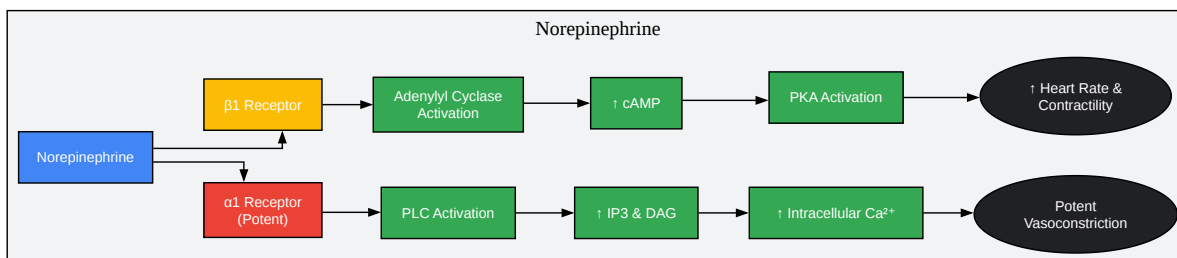 Norepinephrine
β1 Receptor
Adenylyl Cyclase
Activation
↑ cAMP
PKA Activation
↑ Heart Rate &
Contractility
Norepinephrine
α1 Receptor
(Potent)
PLC Activation
↑ IP3 & DAG
↑ Intracellular Ca²⁺
Potent
Vasoconstriction